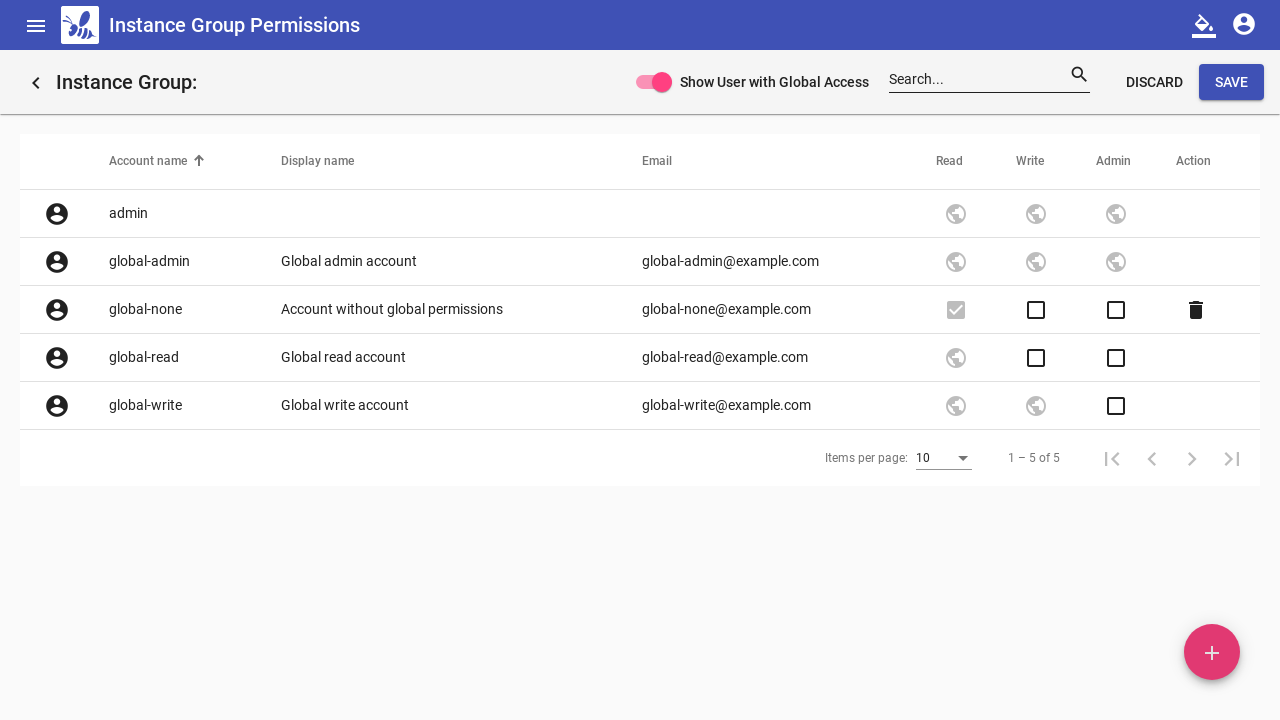 Instance Group Permissions
Instance Group:
Show User with Global Access
Search...
DISCARD
SAVE
Account name Display name Email Read Write Admin Action
admin
global-admin Global admin account global-admin@example.com
global-none Account without global permissions global-none@example.com
global-read Global read account global-read@example.com
global-write Global write account global-write@example.com
Items per page: 10 1 – 5 of 5